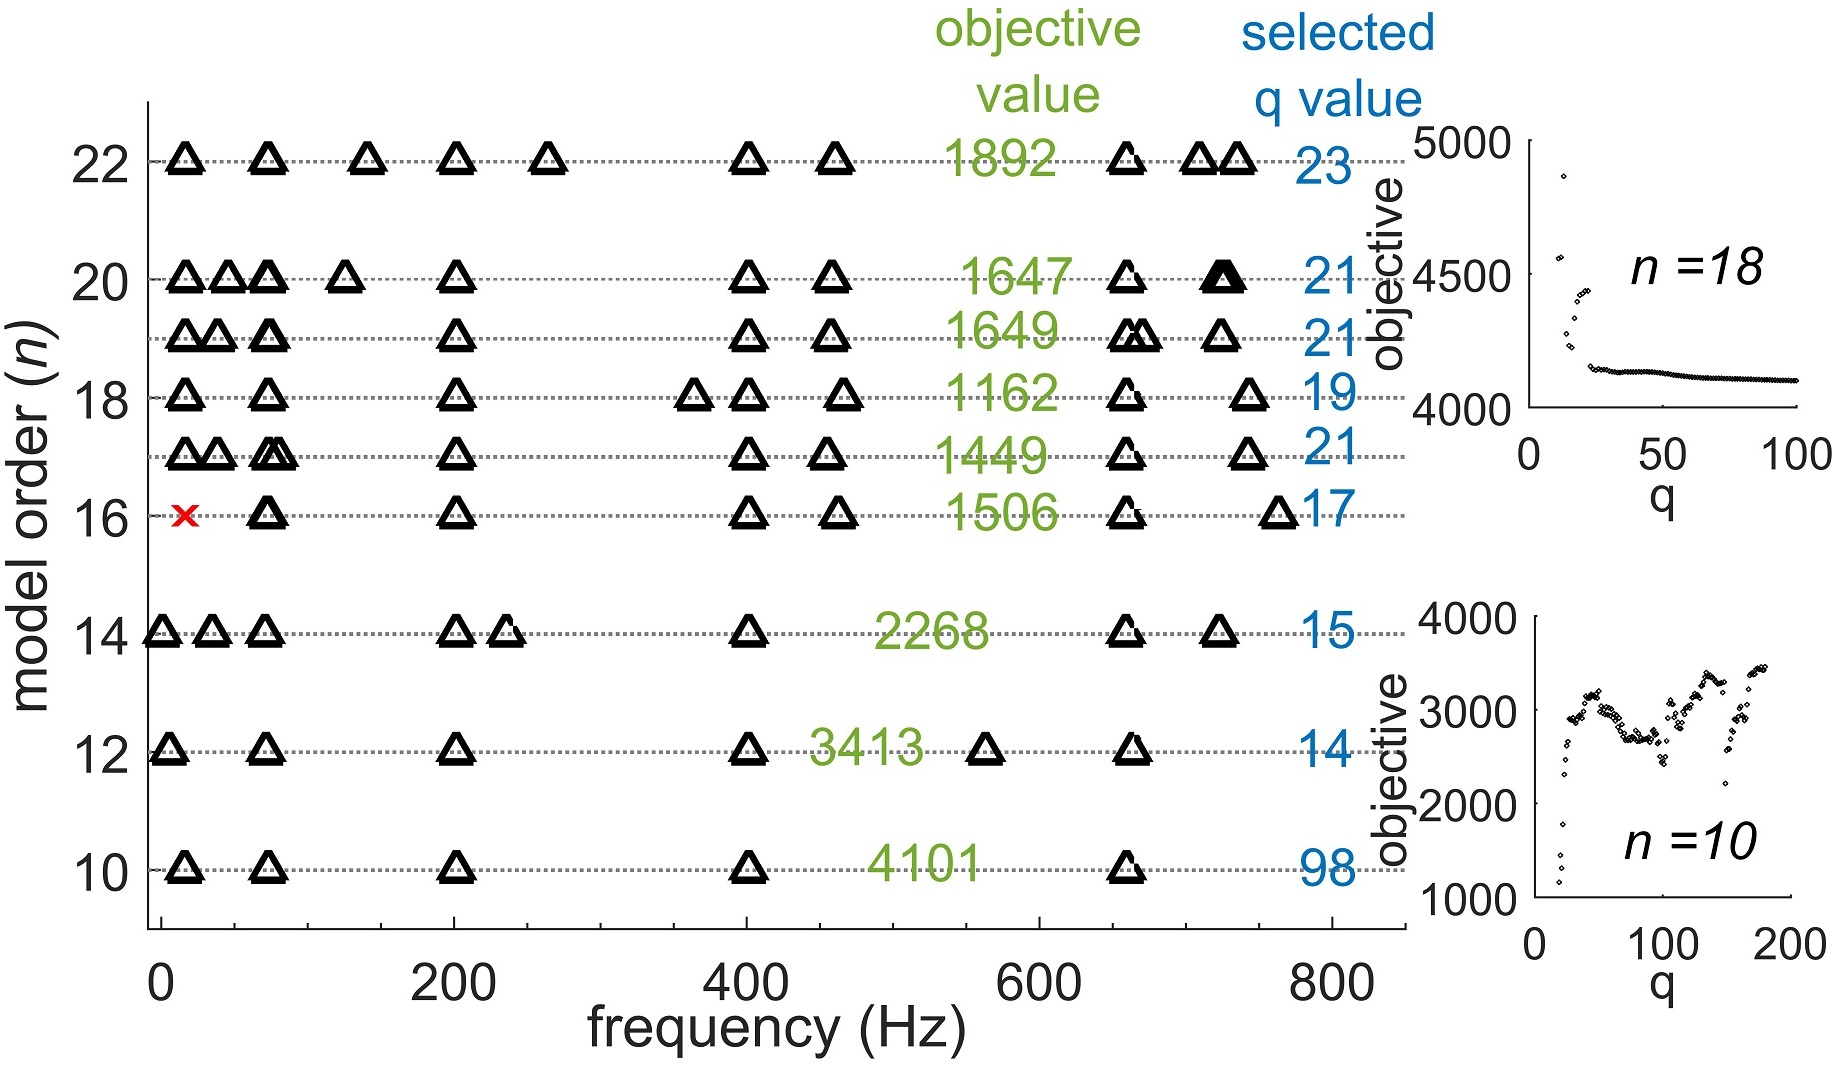 objective value
selected q value
22
1892
23
20
1647
21
1649
21
18
1162
19
1449
21
16
1506
17
14
2268
15
12
3413
14
10
4101
98
model order (n)
0 200 400 600 800
frequency (Hz)
5000
4500
4000
objective
n =18
0 50 100
q
4000
3000
2000
1000
objective
n =10
0 100 200
q